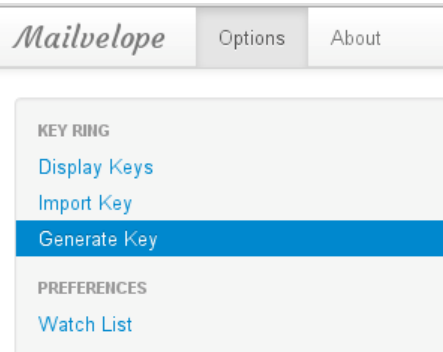 Mailvelope Options About
KEY RING
Display Keys
Import Key
Generate Key
PREFERENCES
Watch List